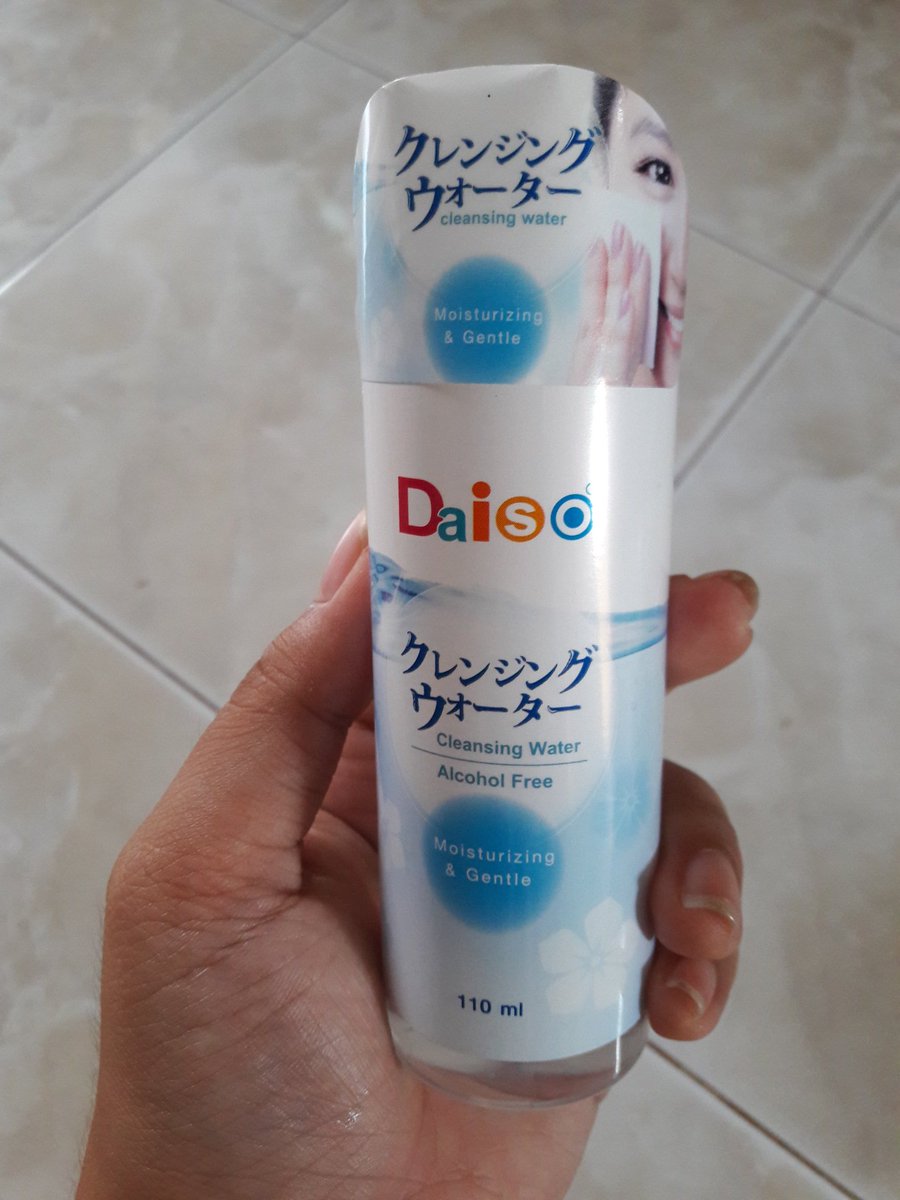 クレンジング
ウォーター
cleansing water
Moisturizing
& Gentle
Daiso
クレンジング
ウォーター
Cleansing Water
Alcohol Free
Moisturizing
& Gentle
110 ml